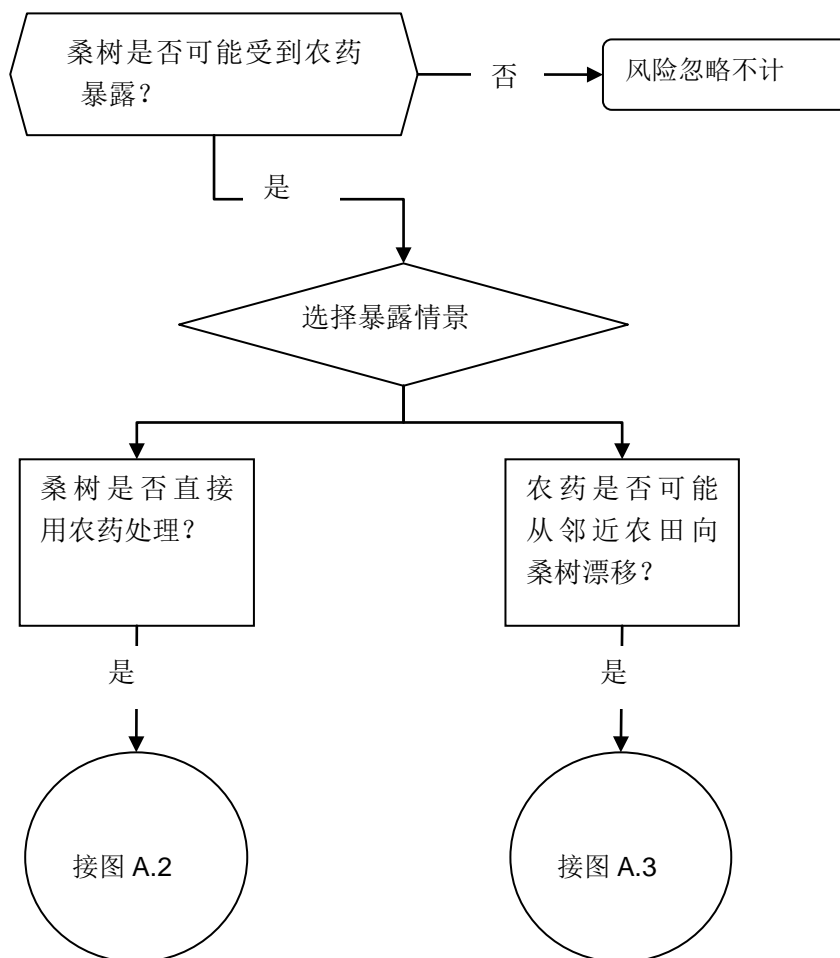 桑树是否可能受到农药
暴露？
否
风险忽略不计
是
选择暴露情景
桑树是否直接
用农药处理？
农药是否可能
从邻近农田向
桑树漂移？
是
是
接图 A.2
接图 A.3